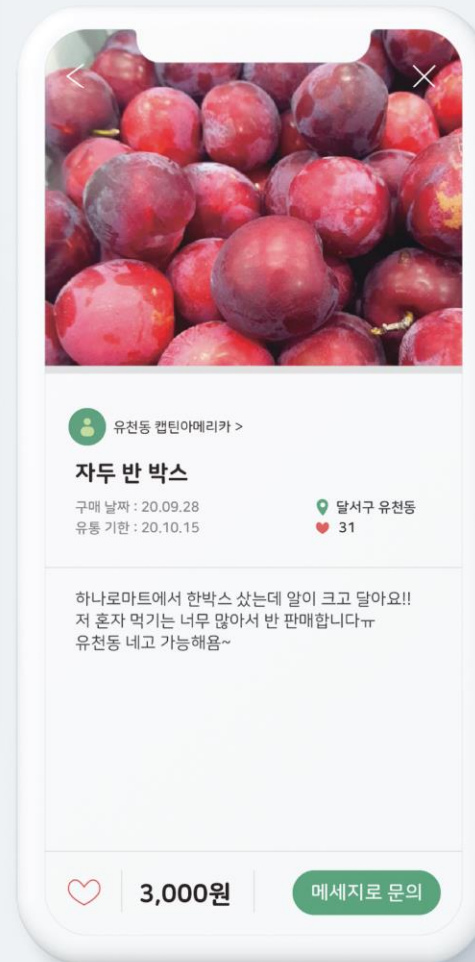 유천동 캡틴아메리카 >
자두 반 박스
구매 날짜 : 20.09.28
유통 기한 : 20.10.15
달서구 유천동
31
하나로마트에서 한박스 샀는데 알이 크고 달아요!!
저 혼자 먹기는 너무 많아서 반 판매합니다ㅠ
유천동 네고 가능해욤~
3,000원
메세지로 문의